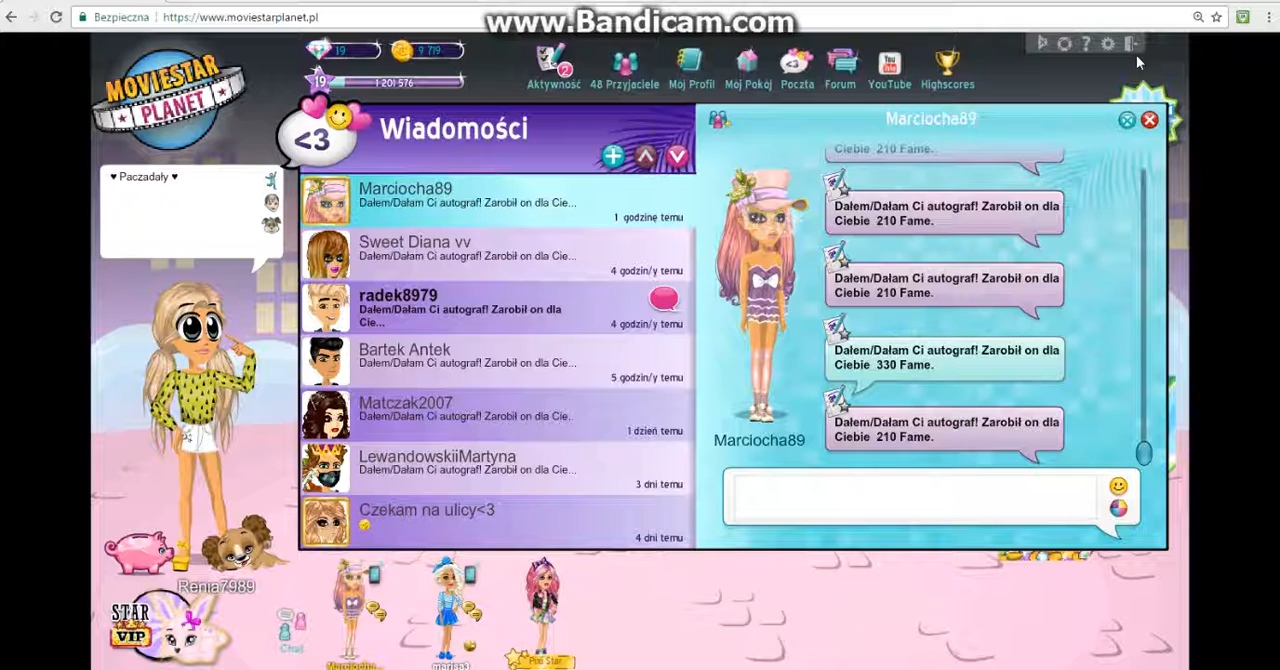 Bezpieczna https://www.moviestarplanet.pl
www.Bandicam.com
19 9 719
19 1 201 576
2
Aktywność 48 Przyjaciele Mój Profil Mój Pokój Poczta Forum YouTube Highscores
You Tube
MOVIESTAR
PLANET
<3
<3 Wiadomości
Marciocha89
♥ Paczadały ♥
Marciocha89
Dałem/Dałam Ci autograf! Zarobił on dla Cie...
1 godzinę temu
Sweet Diana vv
Dałem/Dałam Ci autograf! Zarobił on dla Cie...
4 godzin/y temu
radek8979
Dałem/Dałam Ci autograf! Zarobił on dla
Cie...
4 godzin/y temu
Bartek Antek
Dałem/Dałam Ci autograf! Zarobił on dla Cie...
5 godzin/y temu
Matczak2007
Dałem/Dałam Ci autograf! Zarobił on dla Cie.
1 dzień temu
LewandowskiiMartyna
Dałem/Dałam Ci autograf! Zarobił on dla Cie...
3 dni temu
Czekam na ulicy<3
4 dni temu
Ciebie 210 Fame.
Dałem/Dałam Ci autograf! Zarobił on dla
Ciebie 210 Fame.
Dałem/Dałam Ci autograf! Zarobił on dla
Ciebie 210 Fame.
Dałem/Dałam Ci autograf! Zarobił on dla
Ciebie 330 Fame.
Dałem/Dałam Ci autograf! Zarobił on dla
Ciebie 210 Fame.
Marciocha89
Renia7989
STAR
VIP
Chat
Marciocha...
marisa3
Pixi Star